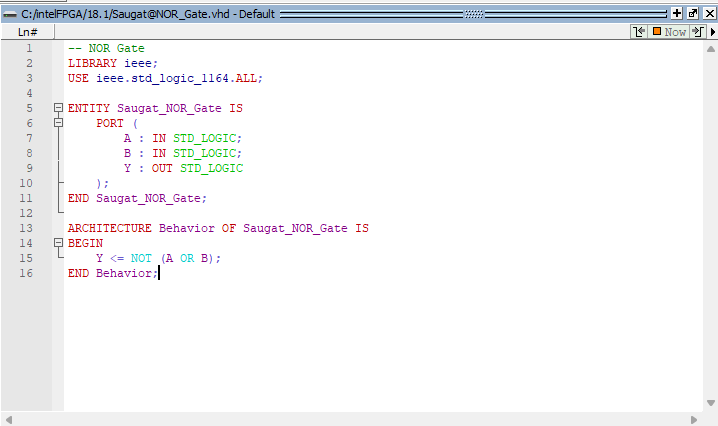 C:/intelFPGA/18.1/Saugat@NOR_Gate.vhd - Default
Ln#
Now
1 -- NOR Gate
2 LIBRARY ieee;
3 USE ieee.std_logic_1164.ALL;
4
5 ENTITY Saugat_NOR_Gate IS
6 PORT (
7 A : IN STD_LOGIC;
8 B : IN STD_LOGIC;
9 Y : OUT STD_LOGIC
10 );
11 END Saugat_NOR_Gate;
12
13 ARCHITECTURE Behavior OF Saugat_NOR_Gate IS
14 BEGIN
15 Y <= NOT (A OR B);
16 END Behavior;